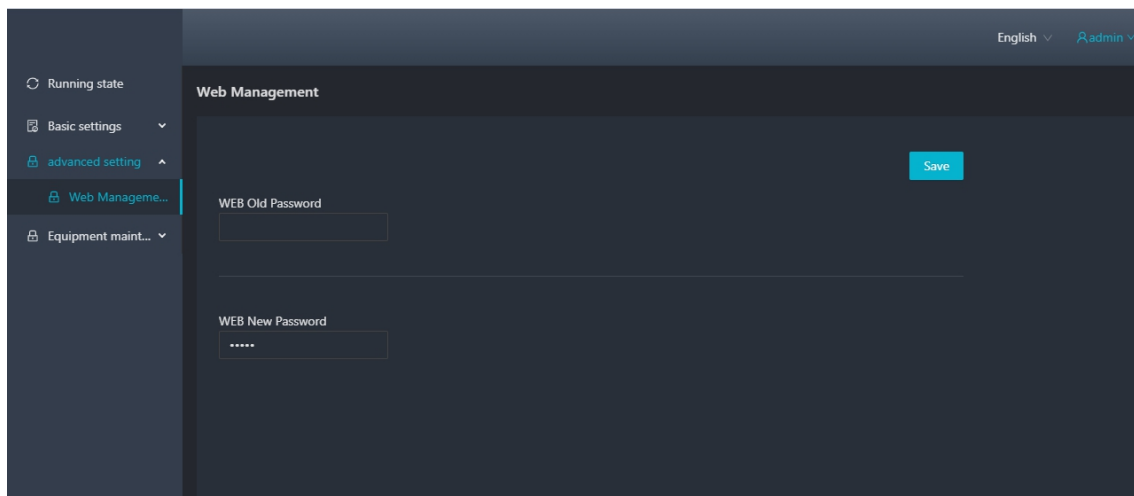 English
admin
Running state
Web Management
Basic settings
advanced setting
Save
Web Manageme...
WEB Old Password
Equipment maint...
WEB New Password
•••••